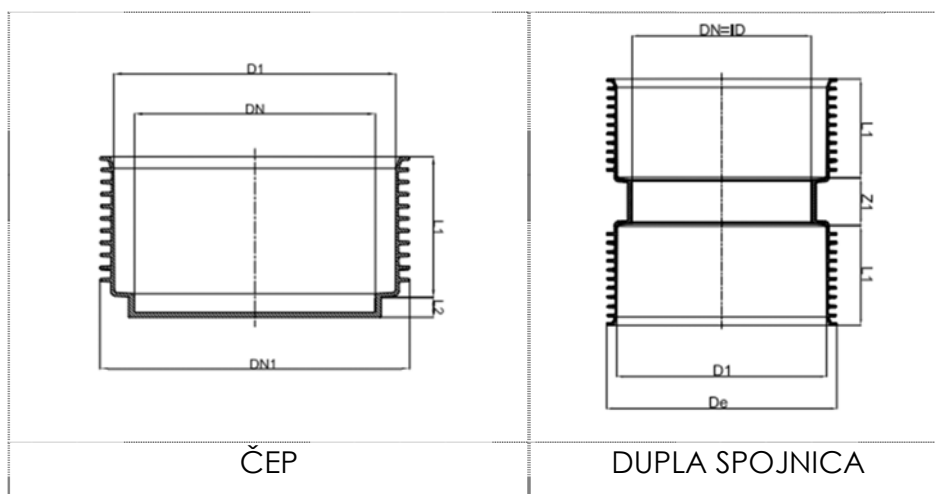 D1
DN
L1
L2
DN1
ČEP
DN=ID
L1
Z1
L1
D1
De
DUPLA SPOJNICA